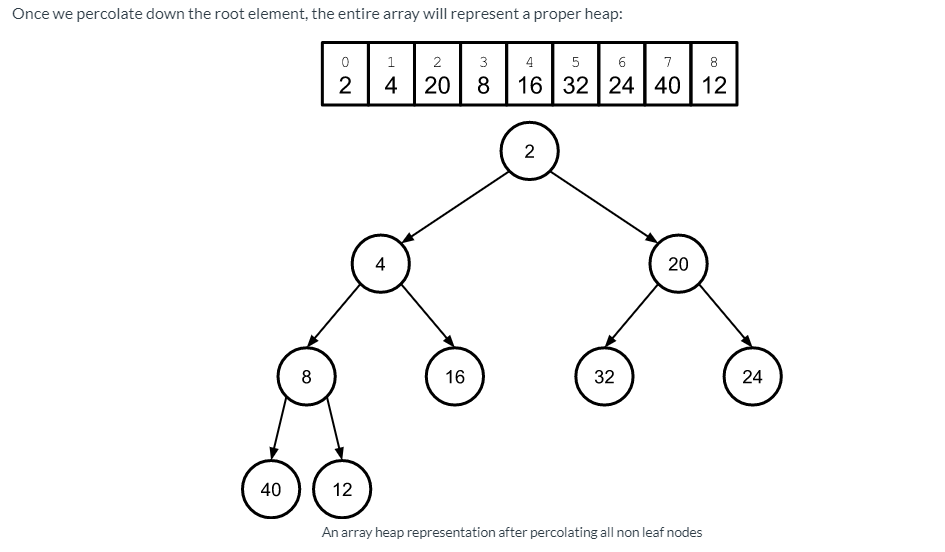 Once we percolate down the root element, the entire array will represent a proper heap:
0 1 2 3 4 5 6 7 8
2 4 20 8 16 32 24 40 12
2
4 20
8 16 32 24
40 12
An array heap representation after percolating all non leaf nodes